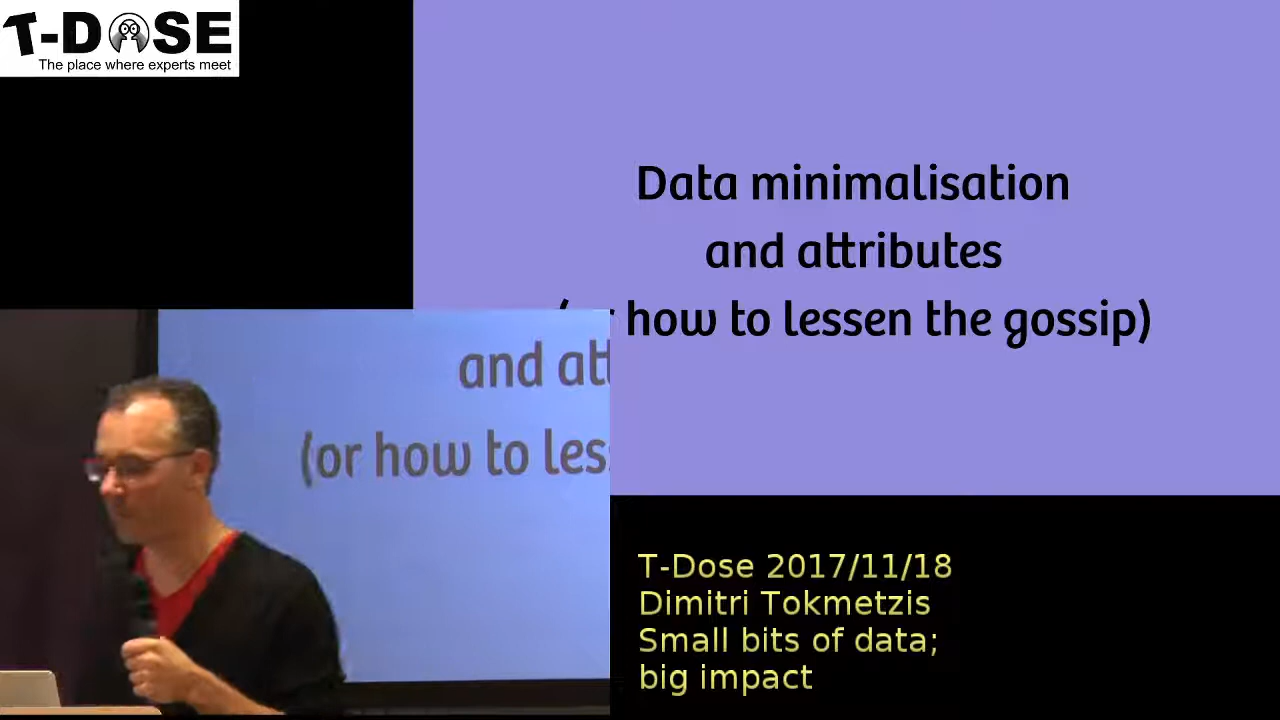 T-DOSE
The place where experts meet
Data minimalisation
and attributes
how to lessen the gossip)
and att
(or how to les
T-Dose 2017/11/18
Dimitri Tokmetzis
Small bits of data;
big impact